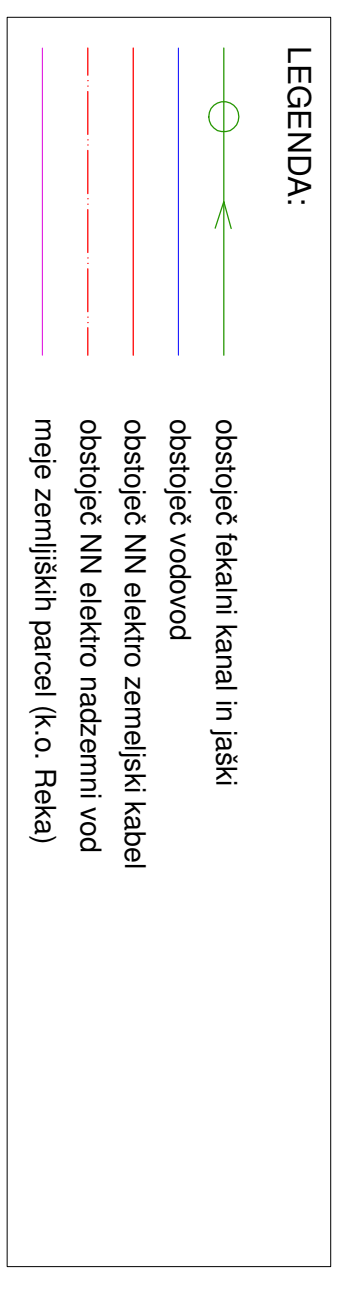 LEGENDA:
obstoječ fekalni kanal in jaški
obstoječ vodovod
obstoječ NN elektro zemeljski kabel
obstoječ NN elektro nadzemni vod
meje zemljiških parcel (k.o. Reka)